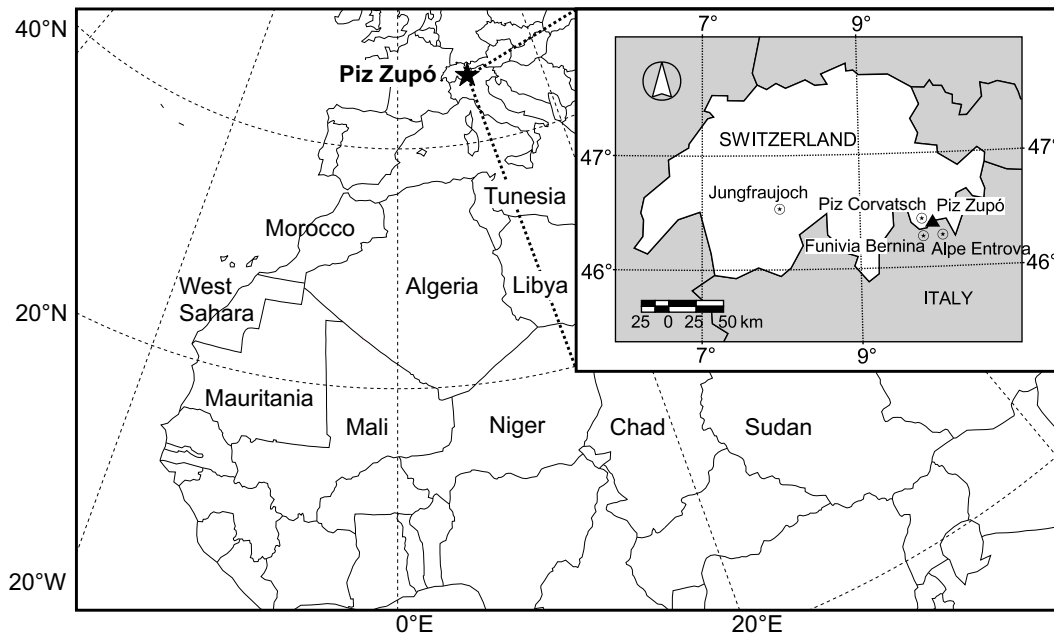 40°N
Piz Zupó
Tunesia
Morocco
West
Sahara
Algeria
Libya
20°N
Mauritania
Mali
Niger
Chad
Sudan
20°W
0°E
20°E
7°
9°
SWITZERLAND
47°
47°
Jungfraujoch
Piz Corvatsch
Piz Zupó
Funivia Bernina
Alpe Entrova
46°
46°
ITALY
25 0 25 50 km
7°
9°